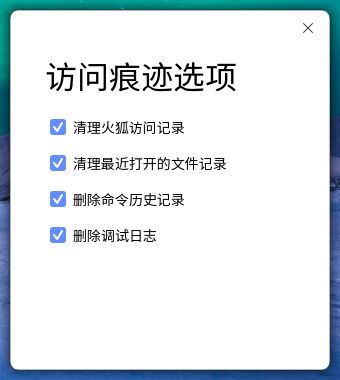 访问痕迹选项
清理火狐访问记录
清理最近打开的文件记录
删除命令历史记录
删除调试日志